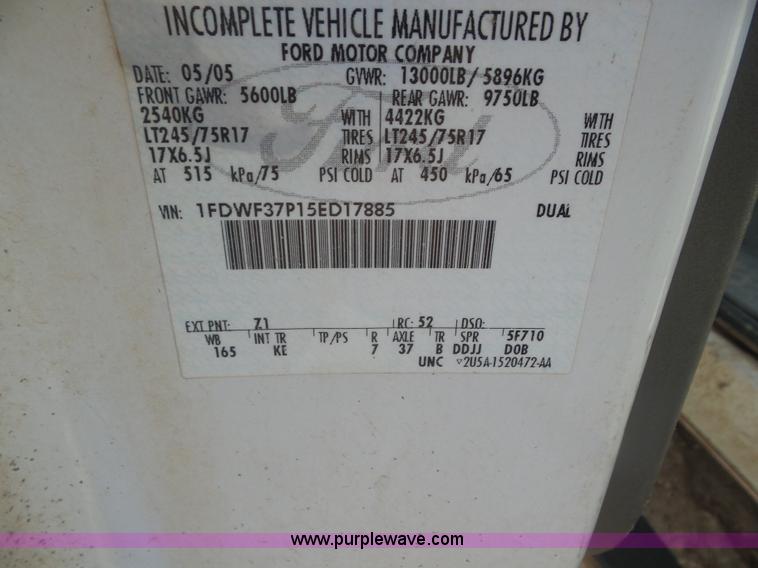 INCOMPLETE VEHICLE MANUFACTURED BY
FORD MOTOR COMPANY
DATE: 05/05 GVWR: 13000LB/ 5896KG
FRONT GAWR: 5600LB REAR GAWR: 9750LB
2540KG WITH 4422KG WITH
LT245/75R17 TIRES LT245/75R17 TIRES
17X6.5J RIMS 17X6.5J RIMS
AT 515 kPa/75 PSI COLD AT 450 kPa/65 PSI COLD
VIN: 1FDWF37P15ED17885 DUAL
Ford
EXT PNT: Z1 RC: 52 DSO:
WB INT TR TP/PS R AXLE TR SPR 5F710
165 KE 7 37 B DDJJ DOB
UNC 2U5A-1520472-AA
www.purplewave.com